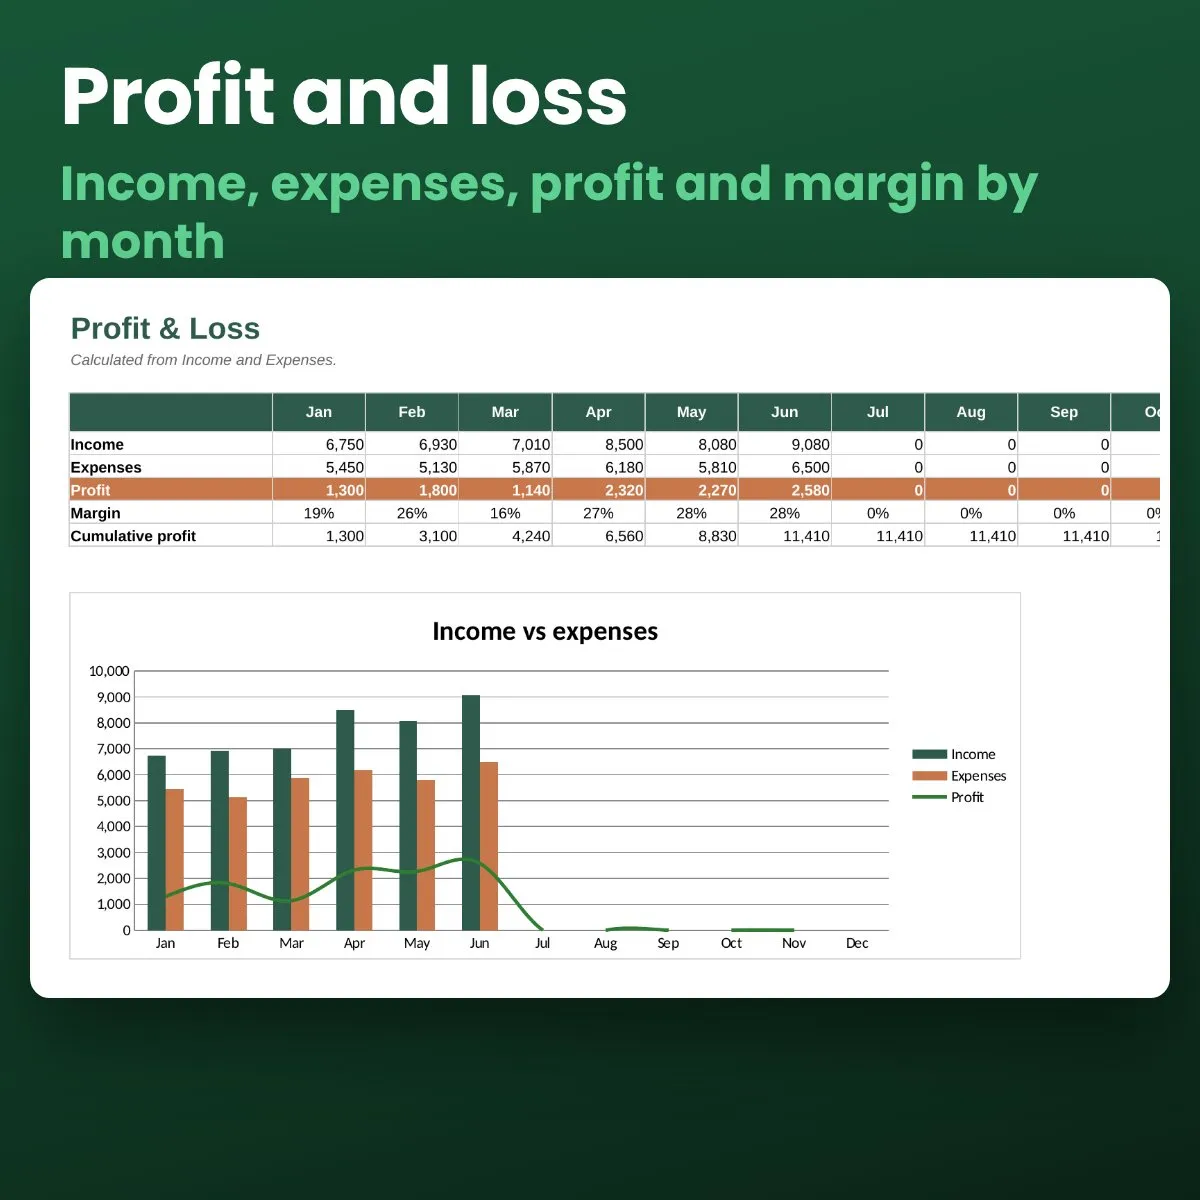 Profit and loss
Income, expenses, profit and margin by
month
Profit & Loss
Calculated from Income and Expenses.
Jan Feb Mar Apr May Jun Jul Aug Sep
Income 6,750 6,930 7,010 8,500 8,080 9,080 0 0 0
Expenses 5,450 5,130 5,870 6,180 5,810 6,500 0 0 0
Profit 1,300 1,800 1,140 2,320 2,270 2,580 0 0 0
Margin 19% 26% 16% 27% 28% 28% 0% 0% 0%
Cumulative profit 1,300 3,100 4,240 6,560 8,830 11,410 11,410 11,410 11,410
Income vs expenses
10,000
9,000
8,000
7,000
6,000
5,000
4,000
3,000
2,000
1,000
0
Jan Feb Mar Apr May Jun Jul Aug Sep Oct Nov Dec
Income
Expenses
Profit